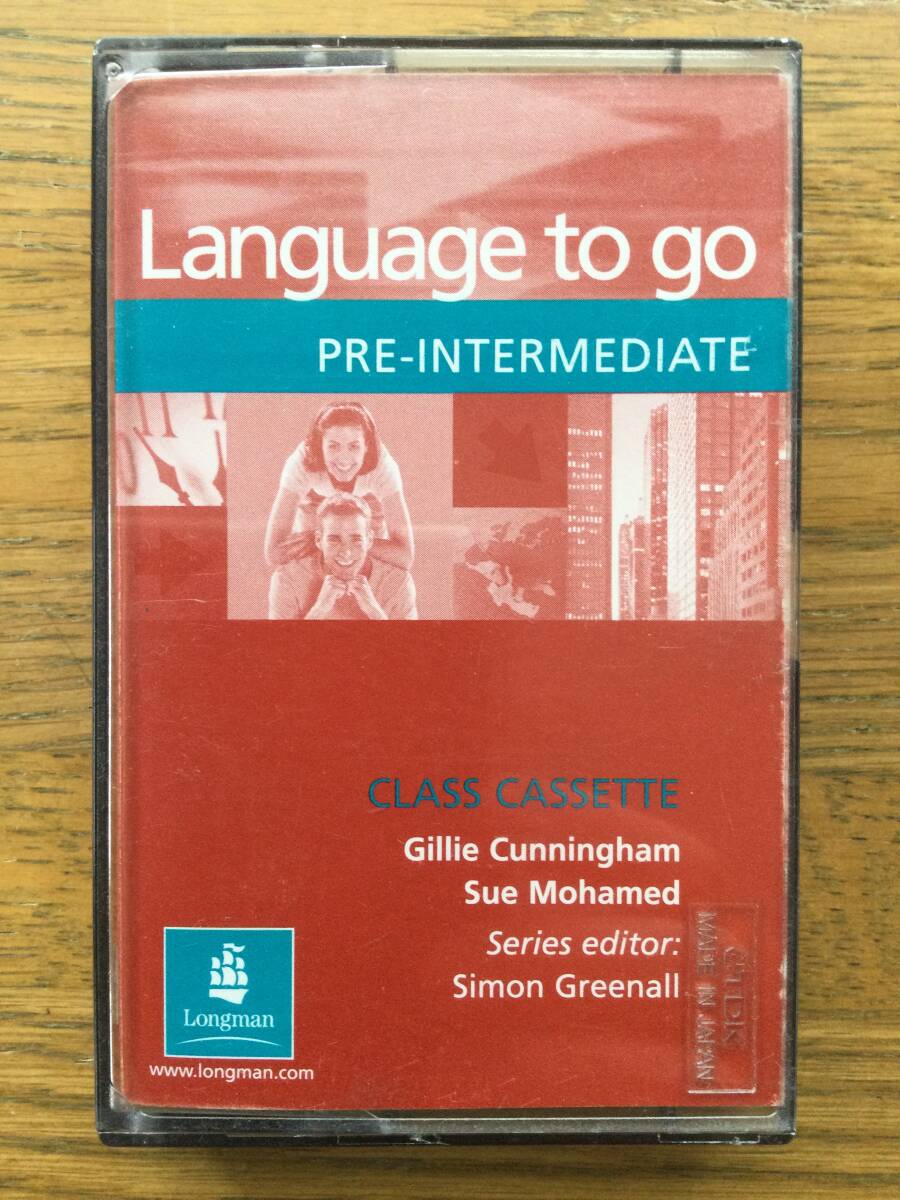 Language to go
PRE-INTERMEDIATE
CLASS CASSETTE
Gillie Cunningham
Sue Mohamed
Series editor:
Simon Greenall
Longman
www.longman.com
TDK
MADE IN JAPAN